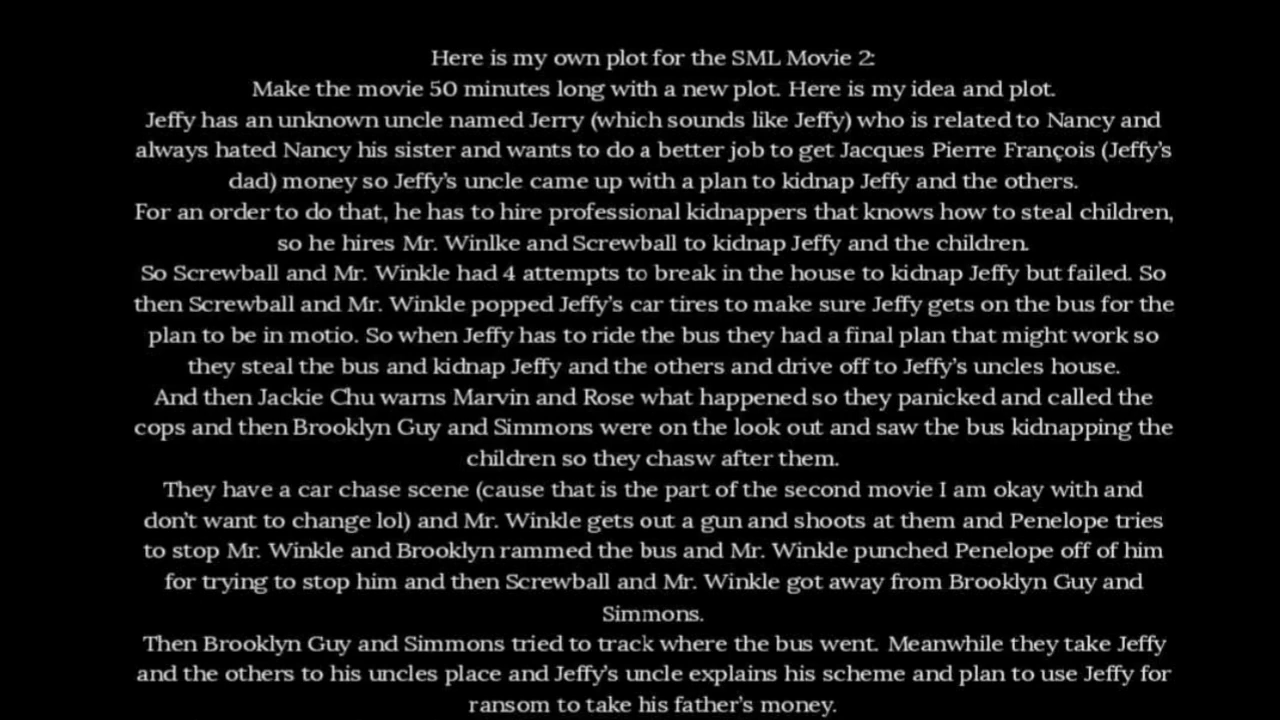 Here is my own plot for the SML Movie 2:
Make the movie 50 minutes long with a new plot. Here is my idea and plot.
Jeffy has an unknown uncle named Jerry (which sounds like Jeffy) who is related to Nancy and
always hated Nancy his sister and wants to do a better job to get Jacques Pierre François (Jeffy's
dad) money so Jeffy's uncle came up with a plan to kidnap Jeffy and the others.
For an order to do that, he has to hire professional kidnappers that knows how to steal children,
so he hires Mr. Winlke and Screwball to kidnap Jeffy and the children.
So Screwball and Mr. Winkle had 4 attempts to break in the house to kidnap Jeffy but failed. So
then Screwball and Mr. Winkle popped Jeffy's car tires to make sure Jeffy gets on the bus for the
plan to be in motio. So when Jeffy has to ride the bus they had a final plan that might work so
they steal the bus and kidnap Jeffy and the others and drive off to Jeffy's uncles house.
And then Jackie Chu warns Marvin and Rose what happened so they panicked and called the
cops and then Brooklyn Guy and Simmons were on the look out and saw the bus kidnapping the
children so they chasw after them.
They have a car chase scene (cause that is the part of the second movie I am okay with and
don't want to change lol) and Mr. Winkle gets out a gun and shoots at them and Penelope tries
to stop Mr. Winkle and Brooklyn rammed the bus and Mr. Winkle punched Penelope off of him
for trying to stop him and then Screwball and Mr. Winkle got away from Brooklyn Guy and
Simmons.
Then Brooklyn Guy and Simmons tried to track where the bus went. Meanwhile they take Jeffy
and the others to his uncles place and Jeffy's uncle explains his scheme and plan to use Jeffy for
ransom to take his father's money.